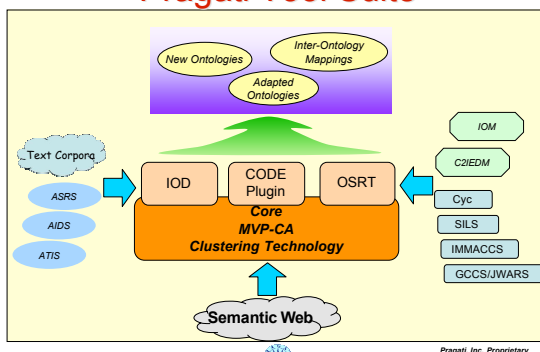 Pragati Tool Suite
New Ontologies
Inter-Ontology
Mappings
Adapted
Ontologies
Text Corpora
ASRS
AIDS
ATIS
IOD
CODE
Plugin
OSRT
Core
MVP-CA
Clustering Technology
IOM
C2IEDM
Cyc
SILS
IMMACCS
GCCS/JWARS
Semantic Web
Pragati, Inc. Proprietary